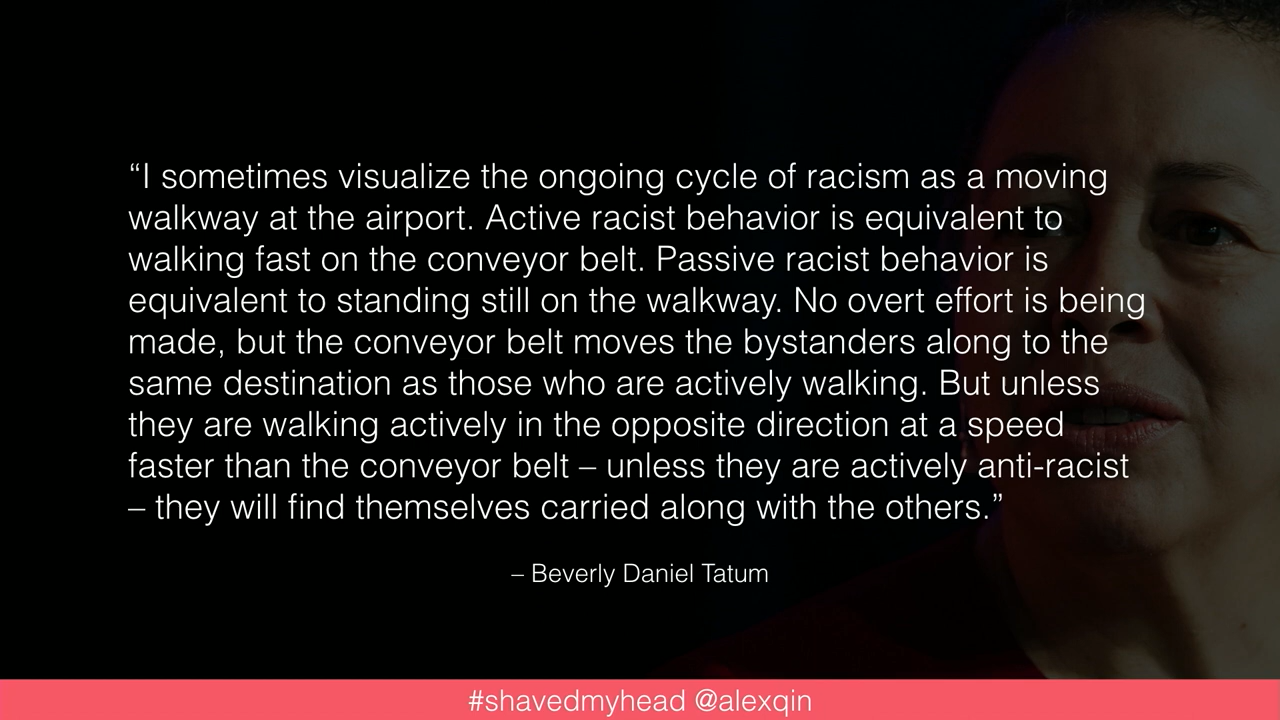 “I sometimes visualize the ongoing cycle of racism as a moving
walkway at the airport. Active racist behavior is equivalent to
walking fast on the conveyor belt. Passive racist behavior is
equivalent to standing still on the walkway. No overt effort is being
made, but the conveyor belt moves the bystanders along to the
same destination as those who are actively walking. But unless
they are walking actively in the opposite direction at a speed
faster than the conveyor belt – unless they are actively anti-racist
– they will find themselves carried along with the others.”
– Beverly Daniel Tatum
#shavedmyhead @alexqin